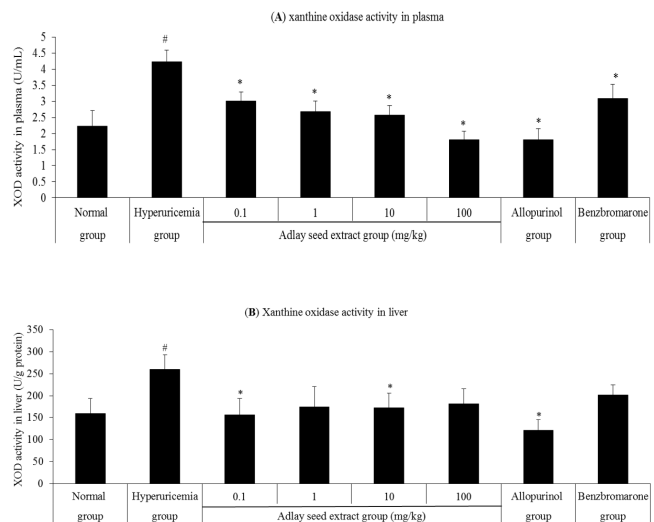 (A) xanthine oxidase activity in plasma
XOD activity in plasma (U/mL)
5
4.5
4
3.5
3
2.5
2
1.5
1
0.5
0
#
*
*
*
*
*
*
Normal group
Hyperuricemia group
0.1
1
10
100
Adlay seed extract group (mg/kg)
Allopurinol group
Benzbromarone group
(B) Xanthine oxidase activity in liver
XOD activity in liver (U/g protein)
350
300
250
200
150
100
50
0
#
*
*
*
Normal group
Hyperuricemia group
0.1
1
10
100
Adlay seed extract group (mg/kg)
Allopurinol group
Benzbromarone group